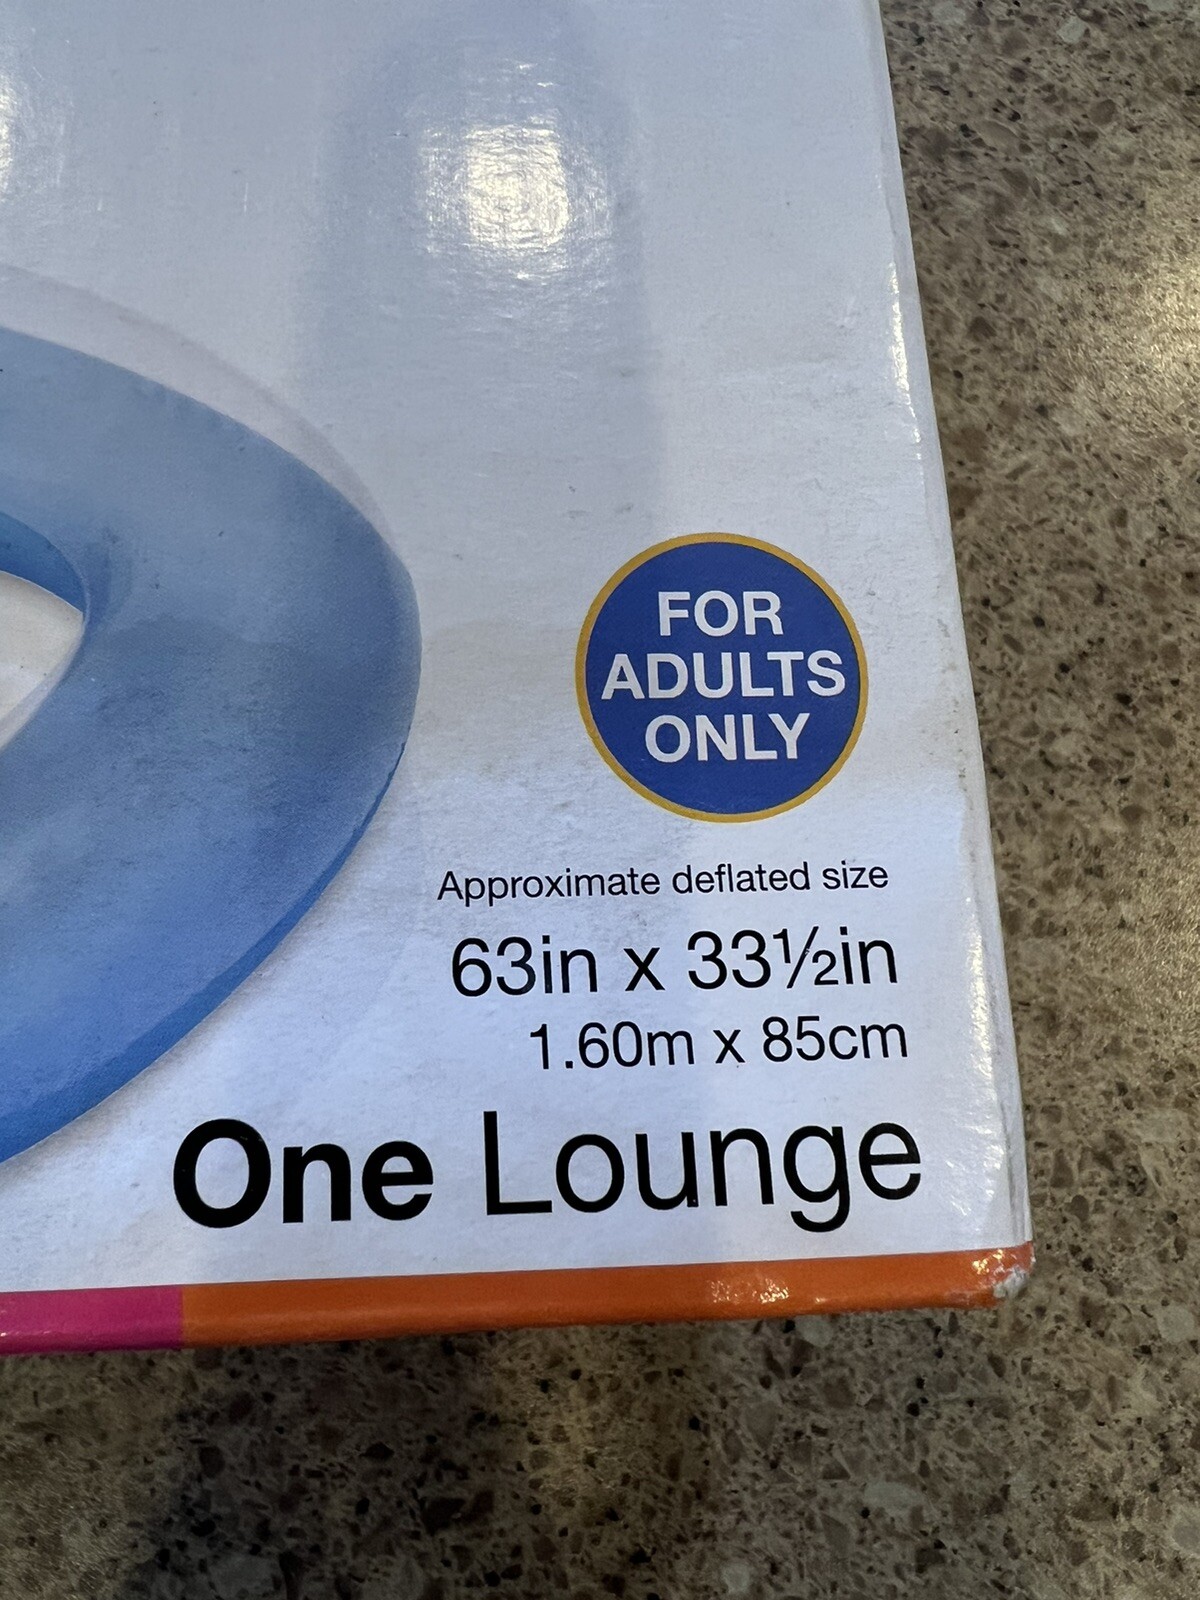 FOR
ADULTS
ONLY
Approximate deflated size
63in x 33½in
1.60m x 85cm
One Lounge